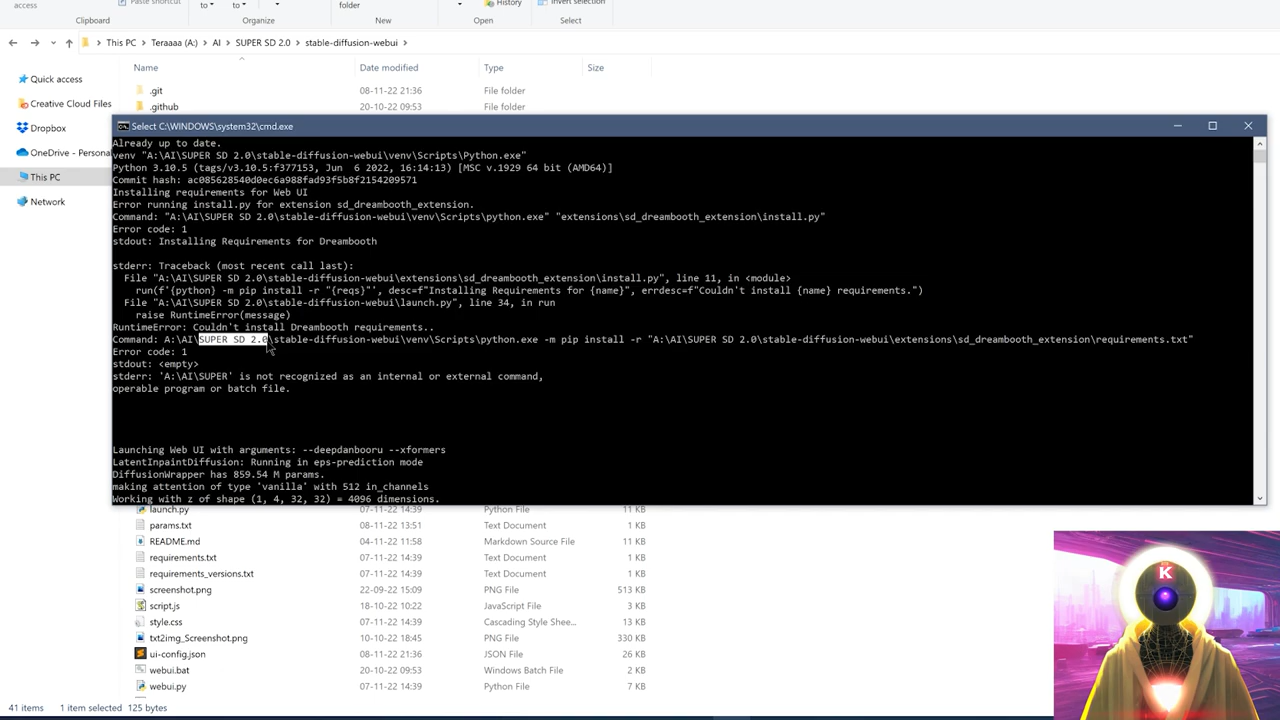 access
Paste shortcut
to
to
folder
History
Invert selection
Clipboard
Organize
New
Open
Select
This PC > Teraaaa (A:) > AI > SUPER SD 2.0 > stable-diffusion-webui >
Name
Date modified
Type
Size
Quick access
Creative Cloud Files
Dropbox
OneDrive - Persona
This PC
Network
.git 08-11-22 21:36 File folder
.github 20-10-22 09:53 File folder
Select C:\WINDOWS\system32\cmd.exe
Already up to date.
venv "A:\AI\SUPER SD 2.0\stable-diffusion-webui\venv\Scripts\Python.exe"
Python 3.10.5 (tags/v3.10.5:f377153, Jun  6 2022, 16:14:13) [MSC v.1929 64 bit (AMD64)]
Commit hash: ac085628540d0ec6a988fad93f5b8f2154209571
Installing requirements for Web UI
Error running install.py for extension sd_dreambooth_extension.
Command: "A:\AI\SUPER SD 2.0\stable-diffusion-webui\venv\Scripts\python.exe" "extensions\sd_dreambooth_extension\install.py"
Error code: 1
stdout: Installing Requirements for Dreambooth
stderr: Traceback (most recent call last):
File "A:\AI\SUPER SD 2.0\stable-diffusion-webui\extensions\sd_dreambooth_extension\install.py", line 11, in <module>
run(f'{python} -m pip install -r "{reqs}"', desc=f"Installing Requirements for {name}", errdesc=f"Couldn't install {name} requirements.")
File "A:\AI\SUPER SD 2.0\stable-diffusion-webui\launch.py", line 34, in run
raise RuntimeError(message)
RuntimeError: Couldn't install Dreambooth requirements..
Command: A:\AI\SUPER SD 2.0\stable-diffusion-webui\venv\Scripts\python.exe -m pip install -r "A:\AI\SUPER SD 2.0\stable-diffusion-webui\extensions\sd_dreambooth_extension\requirements.txt"
Error code: 1
stdout: <empty>
stderr: 'A:\AI\SUPER' is not recognized as an internal or external command,
operable program or batch file.
Launching Web UI with arguments: --deepdanbooru --xformers
LatentInpaintDiffusion: Running in eps-prediction mode
DiffusionWrapper has 859.54 M params.
making attention of type 'vanilla' with 512 in_channels
Working with z of shape (1, 4, 32, 32) = 4096 dimensions.
launch.py 07-11-22 14:39 Python File 11 KB
params.txt 08-11-22 13:51 Text Document 1 KB
README.md 04-11-22 11:58 Markdown Source File 11 KB
requirements.txt 07-11-22 14:39 Text Document 1 KB
requirements_versions.txt 07-11-22 14:39 Text Document 1 KB
screenshot.png 22-09-22 15:09 PNG File 513 KB
script.js 18-10-22 10:22 JavaScript File 3 KB
style.css 07-11-22 14:39 Cascading Style Shee... 13 KB
txt2img_Screenshot.png 10-10-22 18:45 PNG File 330 KB
ui-config.json 08-11-22 21:36 JSON File 26 KB
webui.bat 20-10-22 09:53 Windows Batch File 2 KB
webui.py 07-11-22 14:39 Python File 7 KB
41 items
1 item selected 125 bytes
K